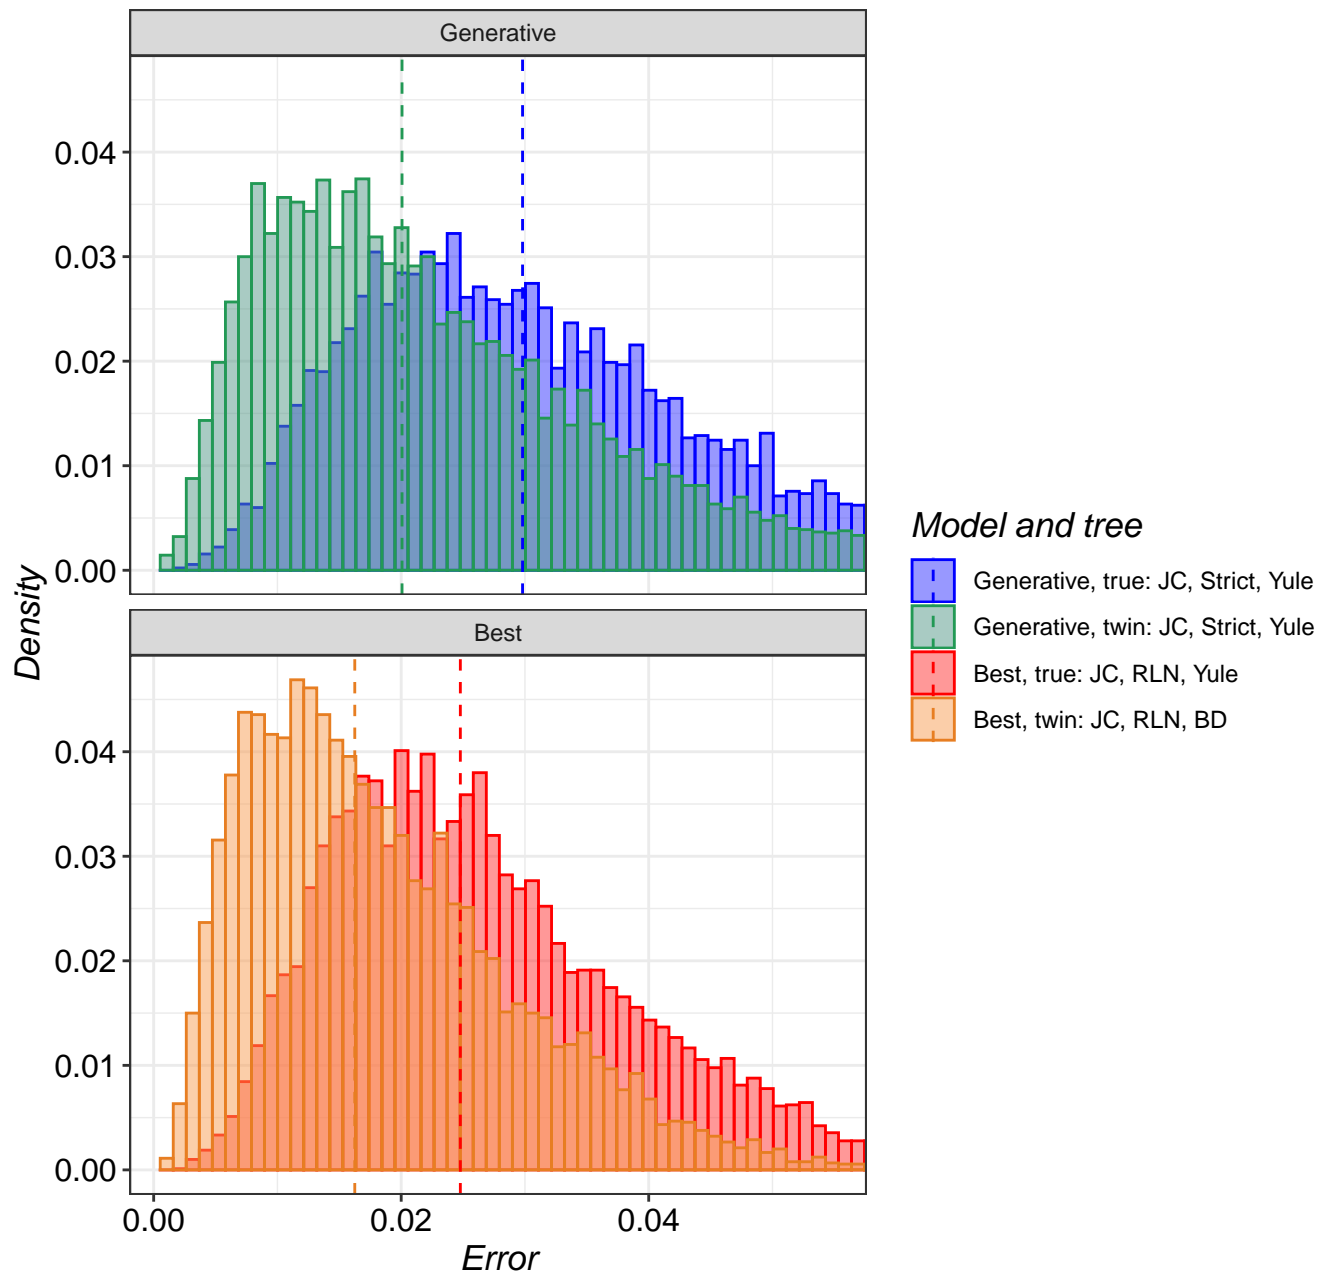 Generative
0.04
0.03
0.02
0.01
0.00
Density
Best
0.04
0.03
0.02
0.01
0.00
0.00 0.02 0.04
Error
Model and tree
Generative, true: JC, Strict, Yule
Generative, twin: JC, Strict, Yule
Best, true: JC, RLN, Yule
Best, twin: JC, RLN, BD